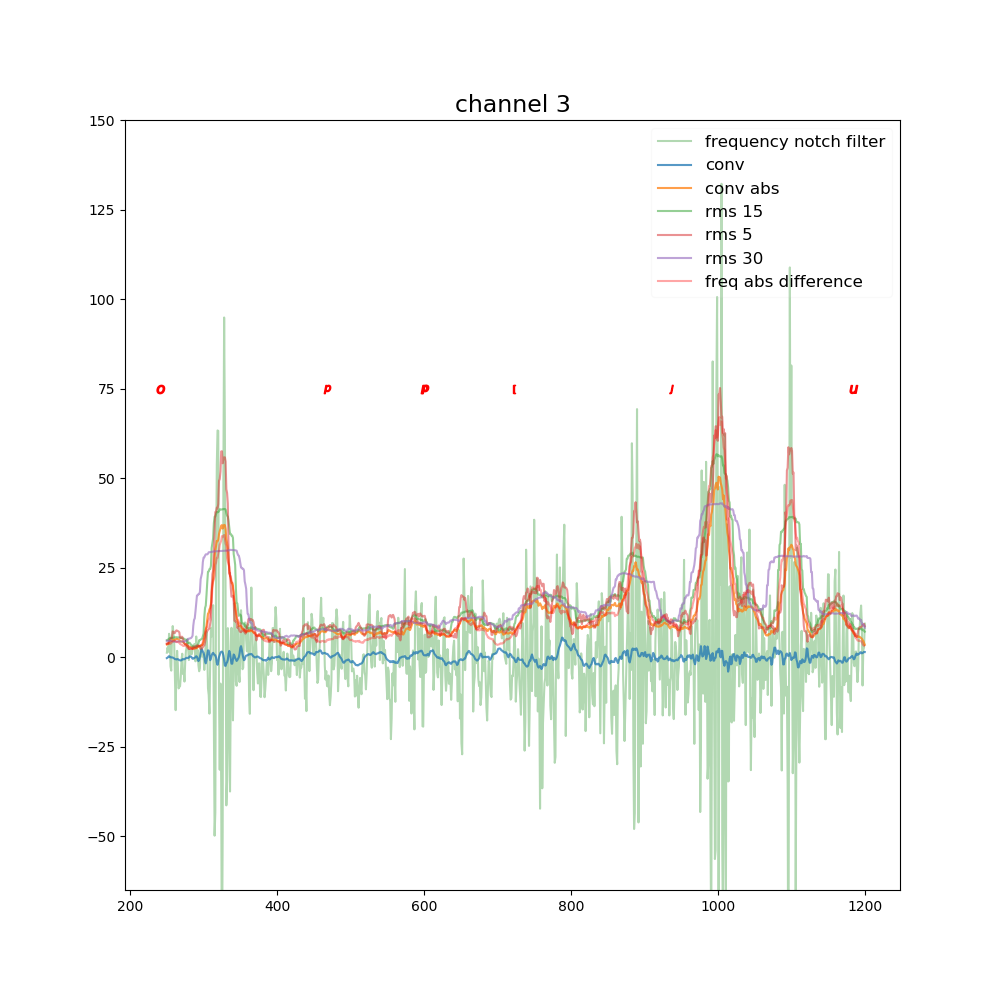 channel 3
150
125
100
75
50
25
0
−25
−50
200 400 600 800 1000 1200
frequency notch filter
conv
conv abs
rms 15
rms 5
rms 30
freq abs difference
o p p [ J u